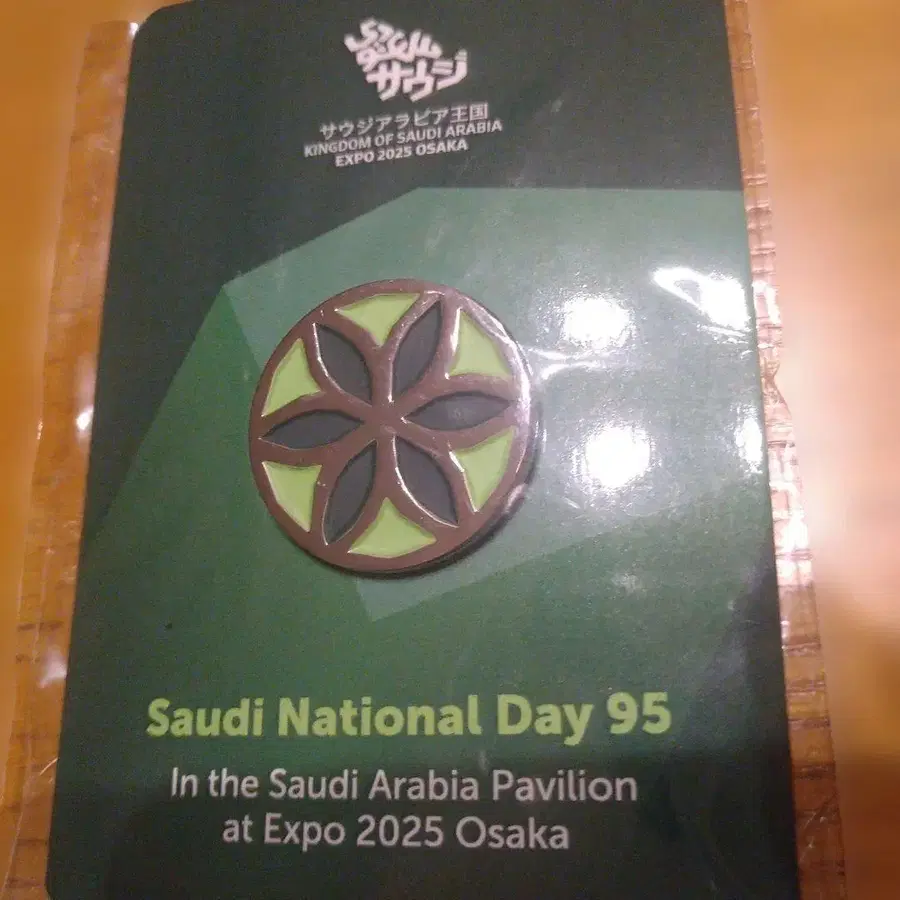 サウジ
サウジアラビア王国
KINGDOM OF SAUDI ARABIA
EXPO 2025 OSAKA
Saudi National Day 95
In the Saudi Arabia Pavilion
at Expo 2025 Osaka